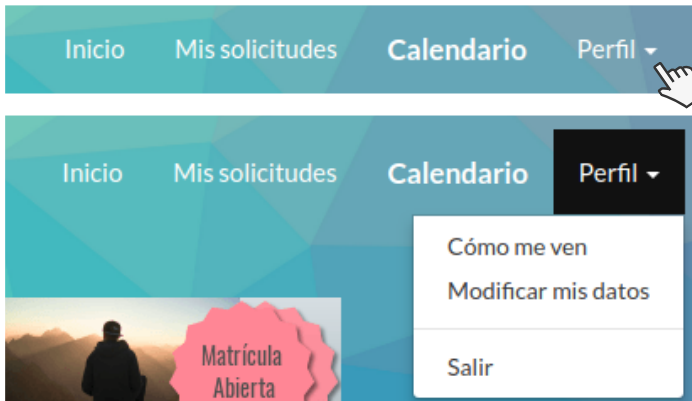 Inicio Mis solicitudes Calendario Perfil
Inicio Mis solicitudes Calendario Perfil
Cómo me ven
Modificar mis datos
Salir
Matrícula
Abierta